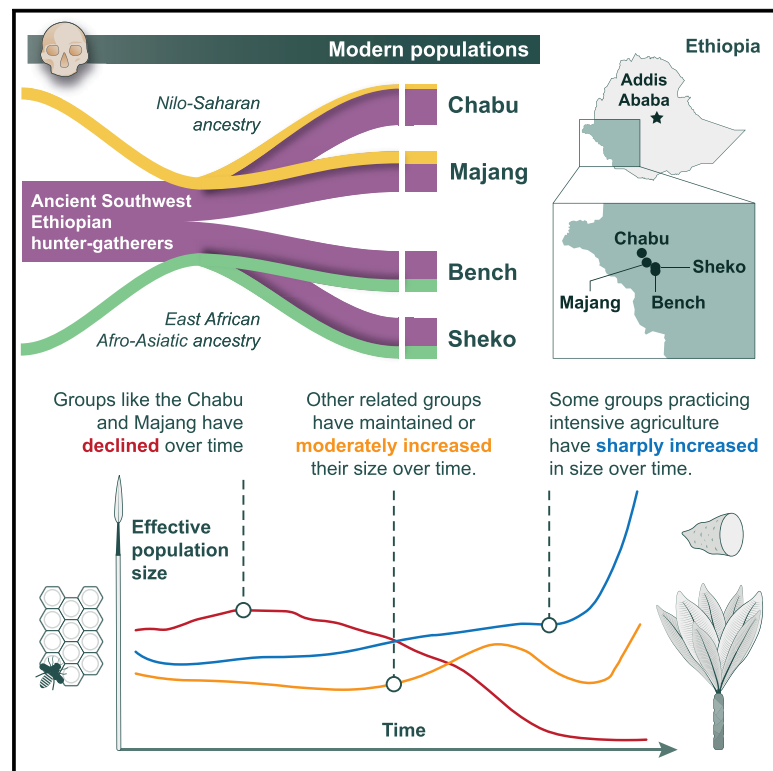 Modern populations
Nilo-Saharan
ancestry
Ancient Southwest
Ethiopian
hunter-gatherers
East African
Afro-Asiatic ancestry
Chabu
Majang
Bench
Sheko
Ethiopia
Addis
Ababa
Chabu
Sheko
Majang
Bench
Groups like the Chabu
and Majang have
declined over time
Other related groups
have maintained or
moderately increased
their size over time.
Some groups practicing
intensive agriculture
have sharply increased
in size over time.
Effective
population
size
Time